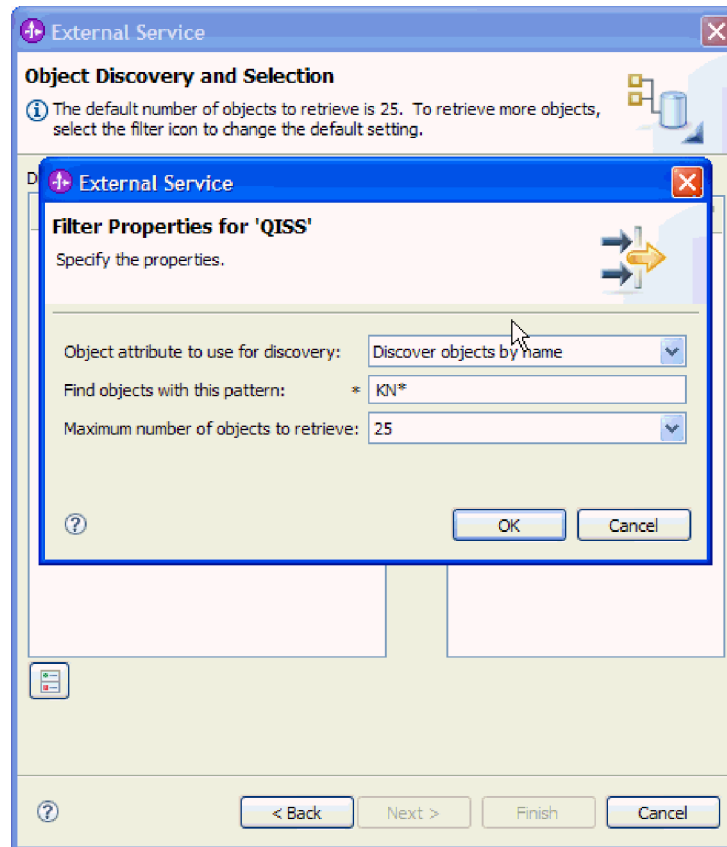 External Service
Object Discovery and Selection
The default number of objects to retrieve is 25. To retrieve more objects,
select the filter icon to change the default setting.
D
External Service
Filter Properties for 'QISS'
Specify the properties.
Object attribute to use for discovery: Discover objects by name
Find objects with this pattern: * KN*
Maximum number of objects to retrieve: 25
? OK Cancel
? < Back Next > Finish Cancel